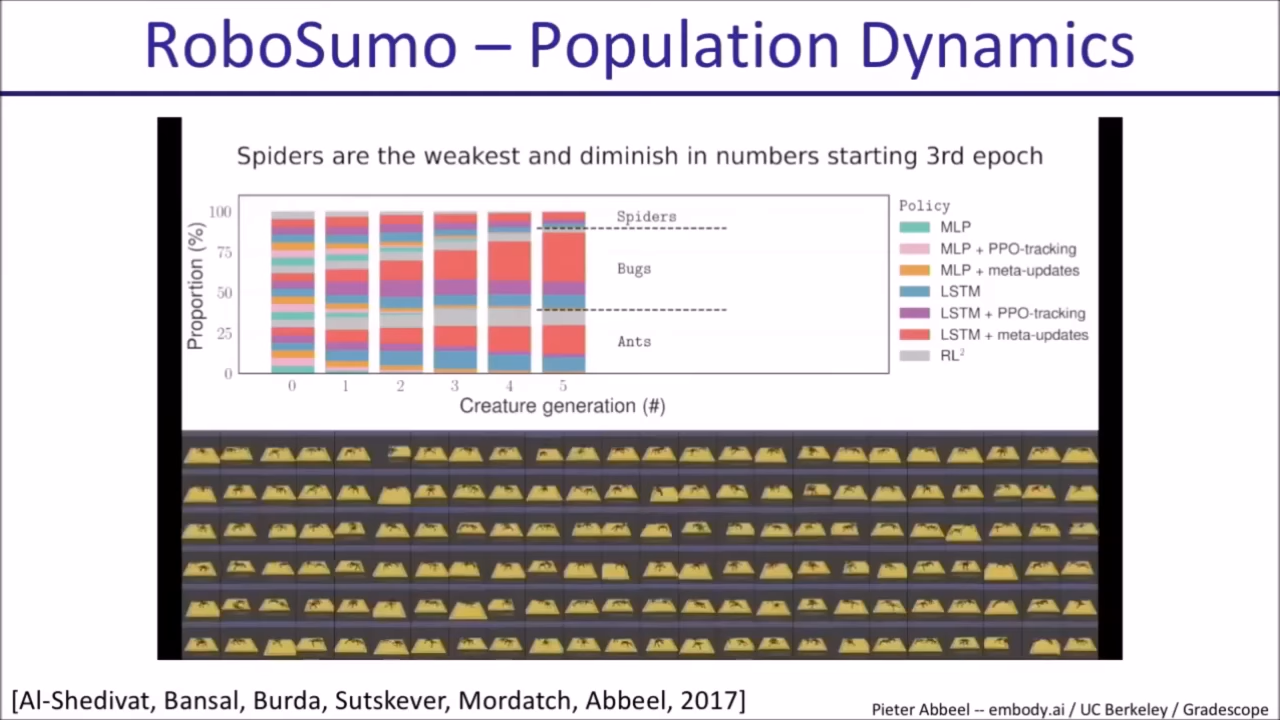 RoboSumo – Population Dynamics
Spiders are the weakest and diminish in numbers starting 3rd epoch
Proportion (%)
100
75
50
25
0
0 1 2 3 4 5
Creature generation (#)
Spiders
Bugs
Ants
Policy
MLP
MLP + PPO-tracking
MLP + meta-updates
LSTM
LSTM + PPO-tracking
LSTM + meta-updates
RL²
[Al-Shedivat, Bansal, Burda, Sutskever, Mordatch, Abbeel, 2017]
Pieter Abbeel -- embody.ai / UC Berkeley / Gradescope